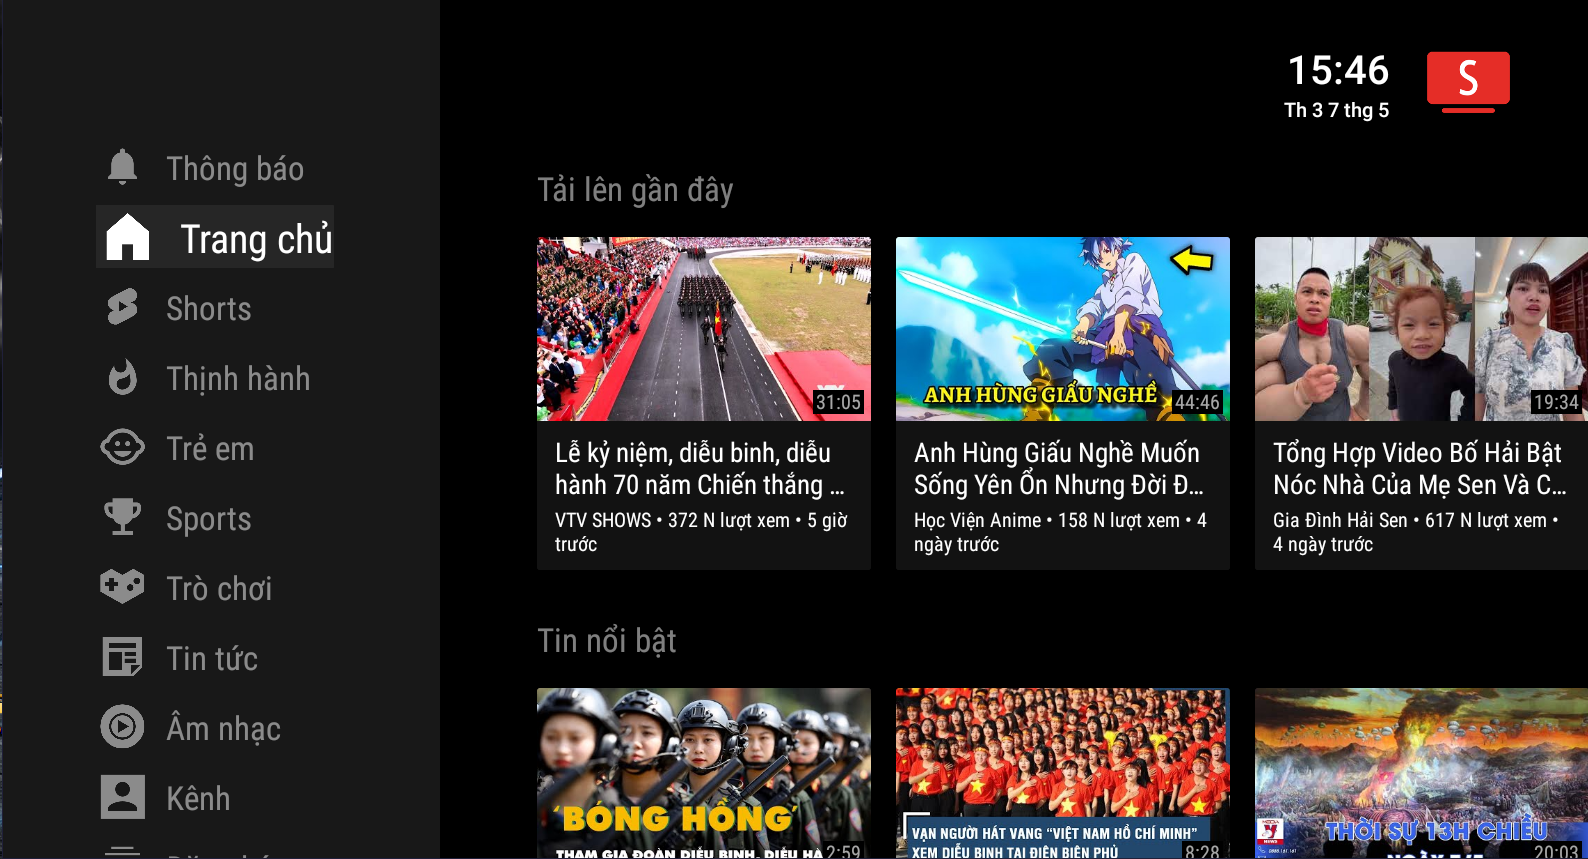 15:46
Th 3 7 thg 5
S
Thông báo
Trang chủ
Shorts
Thịnh hành
Trẻ em
Sports
Trò chơi
Tin tức
Âm nhạc
Kênh
Tải lên gần đây
31:05
Lễ kỷ niệm, diễu binh, diễu
hành 70 năm Chiến thắng ...
VTV SHOWS • 372 N lượt xem • 5 giờ
trước
ANH HÙNG GIẤU NGHỀ
44:46
Anh Hùng Giấu Nghề Muốn
Sống Yên Ổn Nhưng Đời Đ...
Học Viện Anime • 158 N lượt xem • 4
ngày trước
19:34
Tổng Hợp Video Bố Hải Bật
Nóc Nhà Của Mẹ Sen Và C...
Gia Đình Hải Sen • 617 N lượt xem •
4 ngày trước
Tin nổi bật
'BÓNG HỒNG'
THAM GIA ĐOÀN DIỄU BINH, DIỄU HÀ
2:59
VẠN NGƯỜI HÁT VANG "VIỆT NAM HỒ CHÍ MINH"
XEM DIỄU BINH TẠI ĐIỆN BIÊN PHỦ
8:28
NEWS
THỜI SỰ 13H CHIỀU
20:03